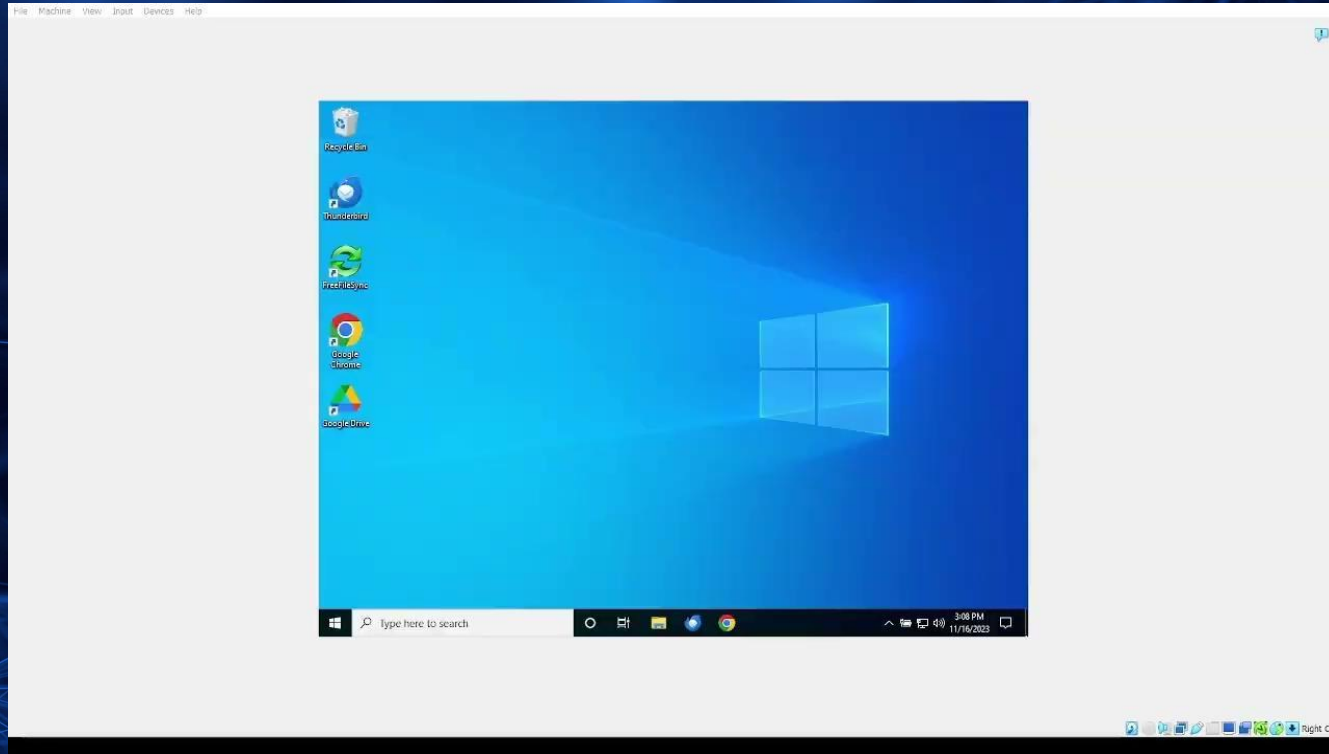 File Machine View Input Devices Help
Recycle Bin
Thunderbird
FreeFileSync
Google
Chrome
Google Drive
Type here to search
3:08 PM
11/16/2023
Right C